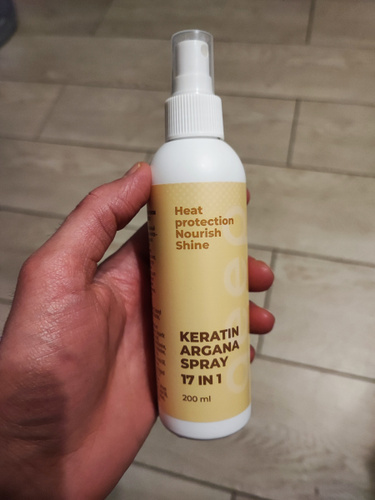 Heat
protection
Nourish
Shine
KERATIN
ARGANA
SPRAY
17 IN 1
200 ml